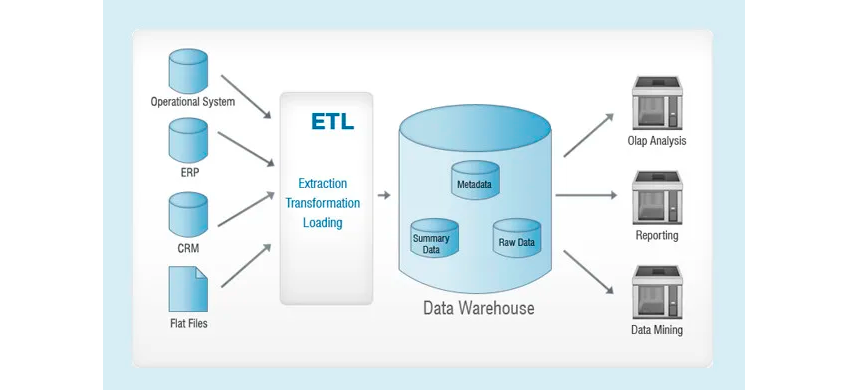 Operational System
ERP
CRM
Flat Files
ETL
Extraction
Transformation
Loading
Metadata
Summary
Data
Raw Data
Data Warehouse
Olap Analysis
Reporting
Data Mining